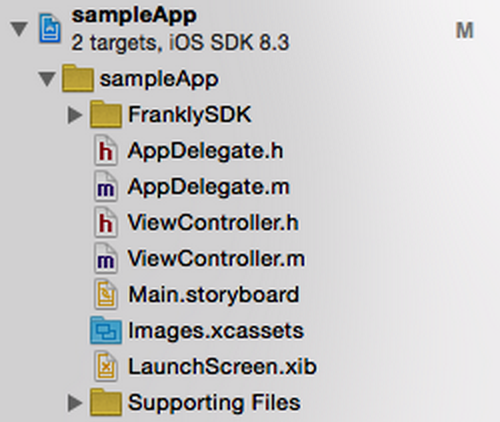 sampleApp
2 targets, iOS SDK 8.3
M
sampleApp
FranklySDK
h AppDelegate.h
m AppDelegate.m
h ViewController.h
m ViewController.m
Main.storyboard
Images.xcassets
LaunchScreen.xib
Supporting Files